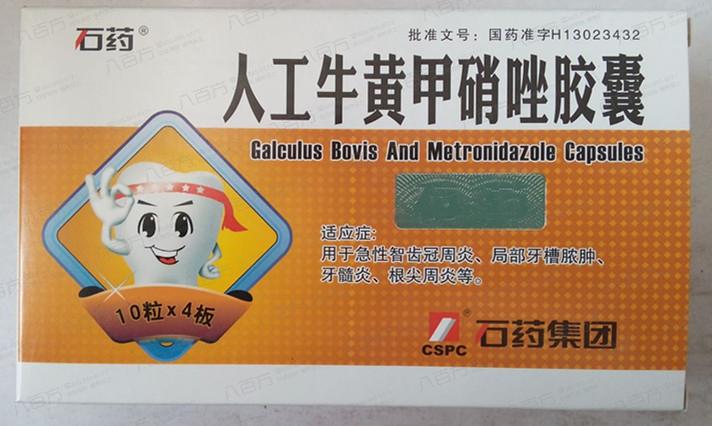 石药®
批准文号：国药准字H13023432
人工牛黄甲硝唑胶囊
Galculus Bovis And Metronidazole Capsules
适应症:
用于急性智齿冠周炎、局部牙槽脓肿、
牙髓炎、根尖周炎等。
10粒x4板
CSPC
®
石药集团